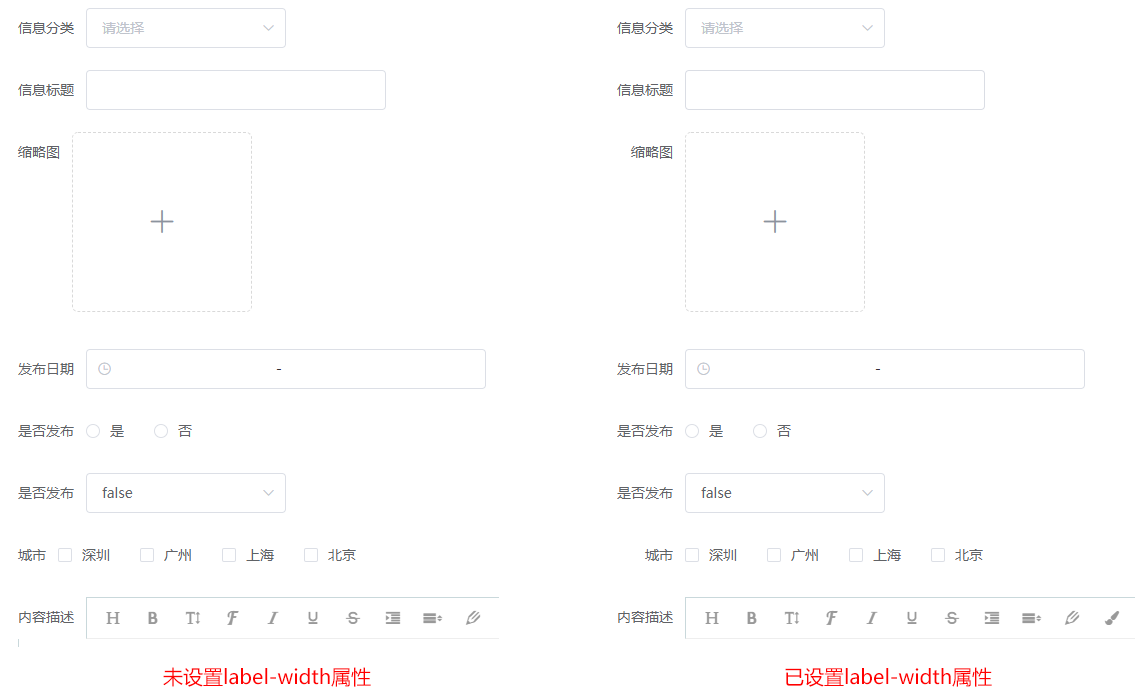 信息分类 请选择 信息分类 请选择
信息标题 信息标题
缩略图 缩略图
发布日期 - 发布日期 -
是否发布 是 否 是否发布 是 否
是否发布 false 是否发布 false
城市 深圳 广州 上海 北京 城市 深圳 广州 上海 北京
内容描述 H B T F I U S 内容描述 H B T F I U S
未设置label-width属性 已设置label-width属性